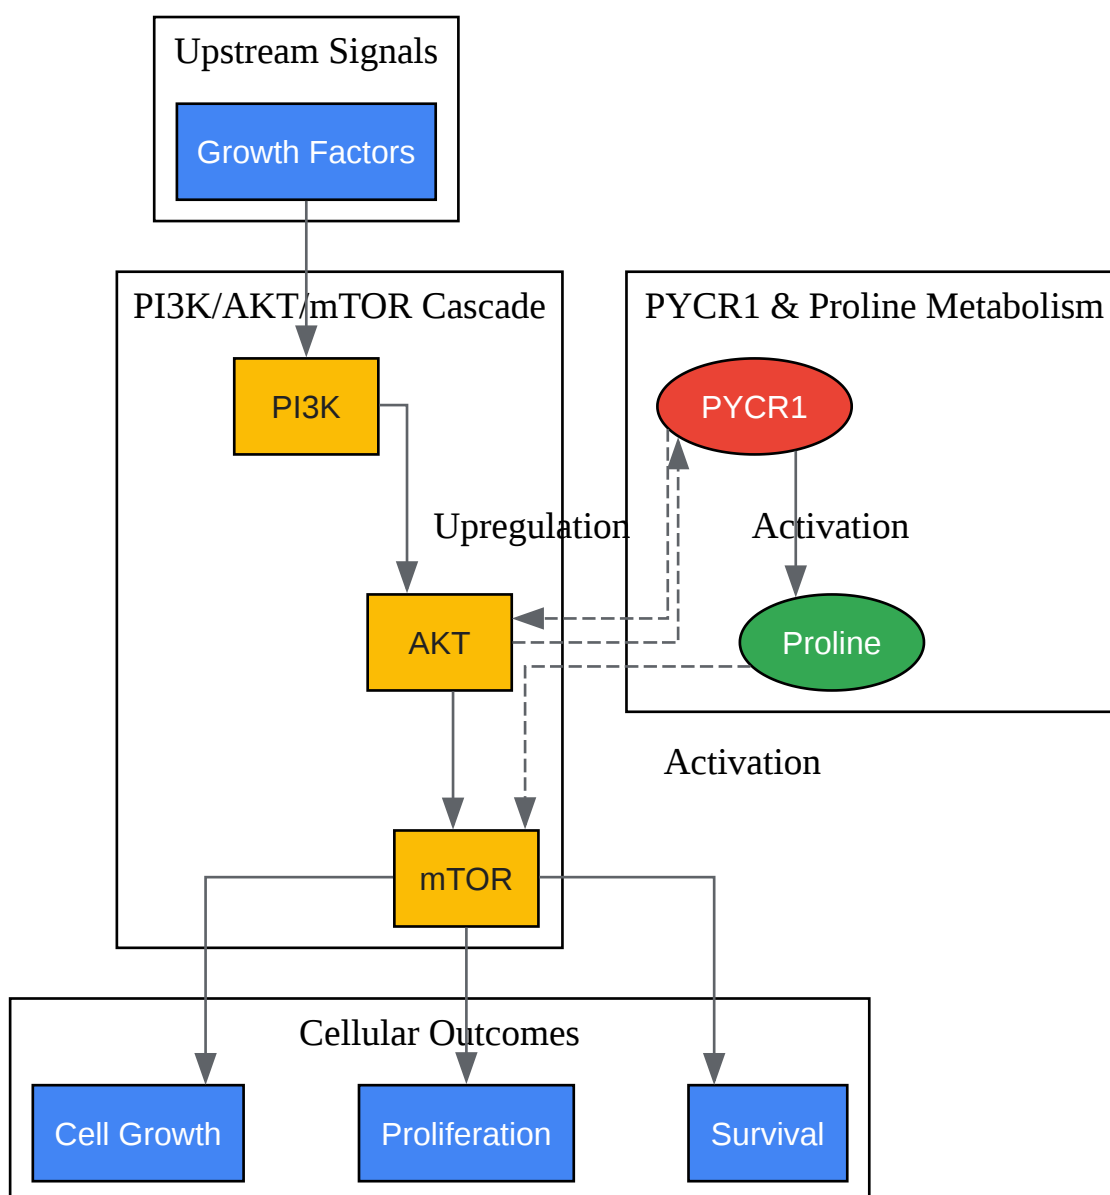 Upstream Signals
Growth Factors
PI3K/AKT/mTOR Cascade
PYCR1 & Proline Metabolism
PI3K
PYCR1
Upregulation
Activation
AKT
Proline
Activation
mTOR
Cellular Outcomes
Cell Growth
Proliferation
Survival